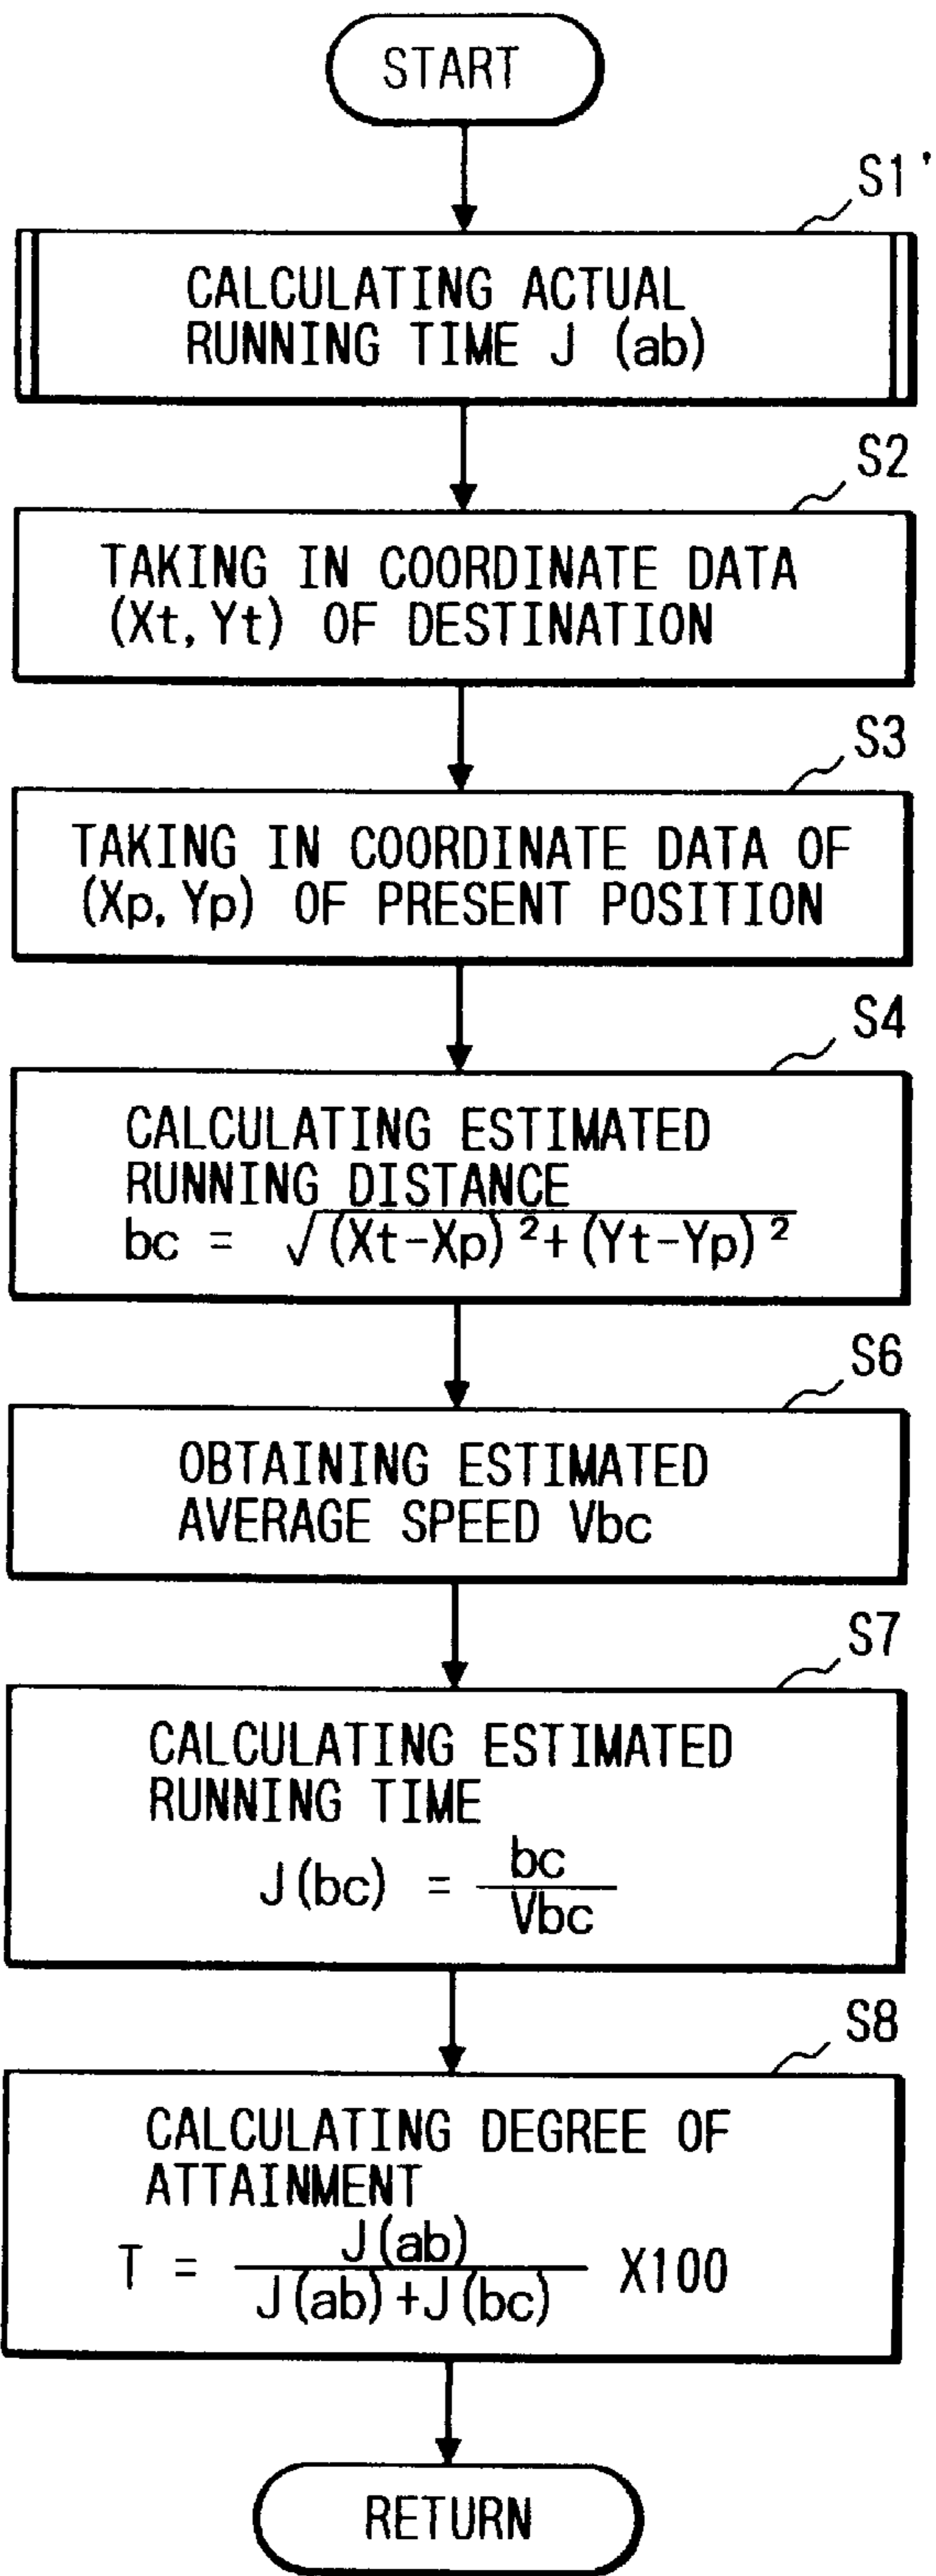 START
S1'
CALCULATING ACTUAL
RUNNING TIME J (ab)
S2
TAKING IN COORDINATE DATA
(Xt, Yt) OF DESTINATION
S3
TAKING IN COORDINATE DATA OF
(Xp, Yp) OF PRESENT POSITION
S4
CALCULATING ESTIMATED
RUNNING DISTANCE
bc = √(Xt-Xp)²+(Yt-Yp)²
S6
OBTAINING ESTIMATED
AVERAGE SPEED Vbc
S7
CALCULATING ESTIMATED
RUNNING TIME
bc
J(bc) =
Vbc
S8
CALCULATING DEGREE OF
ATTAINMENT
J(ab)
T = X100
J(ab)+J(bc)
RETURN